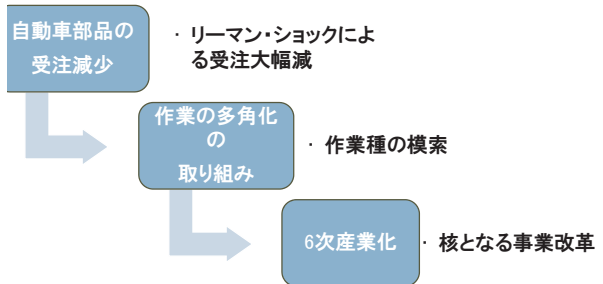 自動車部品の
受注減少
・リーマン・ショックによ
る受注大幅減
作業の多角化
の
取り組み
・作業種の模索
6次産業化
・核となる事業改革